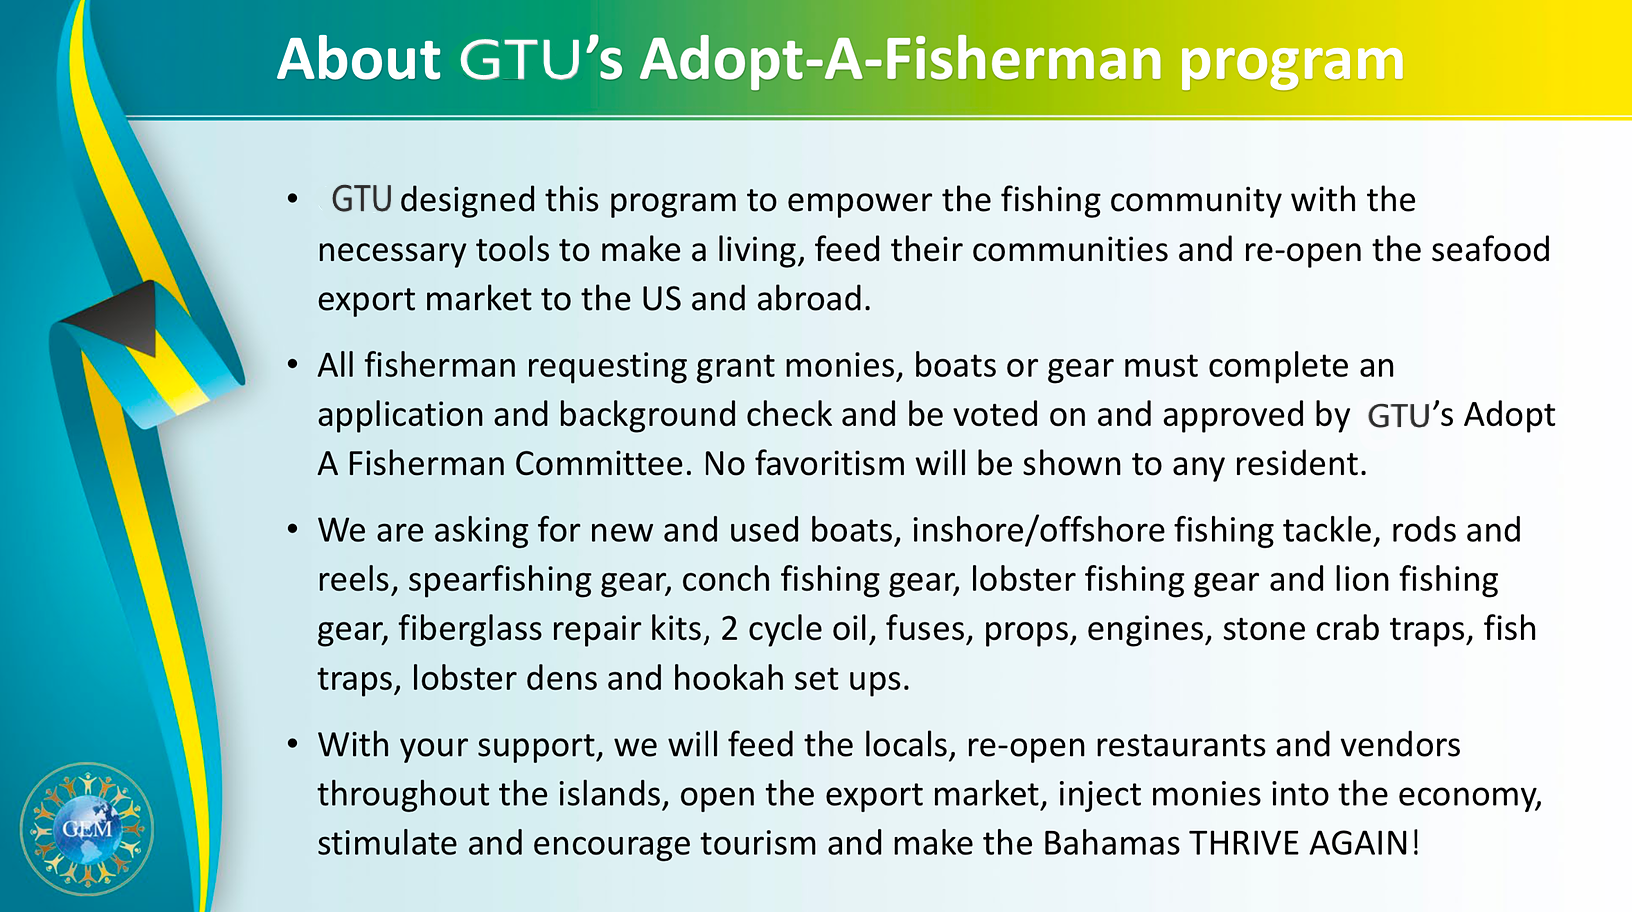 About GTU’s Adopt-A-Fisherman program
• GTU designed this program to empower the fishing community with the
necessary tools to make a living, feed their communities and re-open the seafood
export market to the US and abroad.
• All fisherman requesting grant monies, boats or gear must complete an
application and background check and be voted on and approved by GTU’s Adopt
A Fisherman Committee. No favoritism will be shown to any resident.
• We are asking for new and used boats, inshore/offshore fishing tackle, rods and
reels, spearfishing gear, conch fishing gear, lobster fishing gear and lion fishing
gear, fiberglass repair kits, 2 cycle oil, fuses, props, engines, stone crab traps, fish
traps, lobster dens and hookah set ups.
• With your support, we will feed the locals, re-open restaurants and vendors
throughout the islands, open the export market, inject monies into the economy,
stimulate and encourage tourism and make the Bahamas THRIVE AGAIN!
GEM